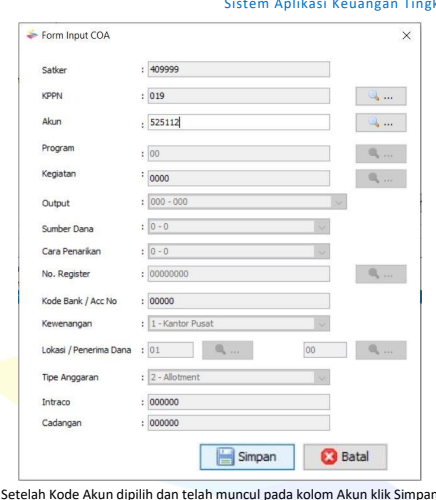 Sistem Aplikasi Keuangan Tingk
Form Input COA
Satker : 409999
KPPN : 019 ...
Akun : 525112 ...
Program : 00 ...
Kegiatan : 0000 ...
Output : 000 - 000
Sumber Dana : 0 - 0
Cara Penarikan : 0 - 0
No. Register : 00000000 ...
Kode Bank / Acc No : 00000
Kewenangan : 1 - Kantor Pusat
Lokasi / Penerima Dana : 01 ... 00 ...
Tipe Anggaran : 2 - Allotment
Intraco : 000000
Cadangan : 000000
Simpan Batal
Setelah Kode Akun dipilih dan telah muncul pada kolom Akun klik Simpan